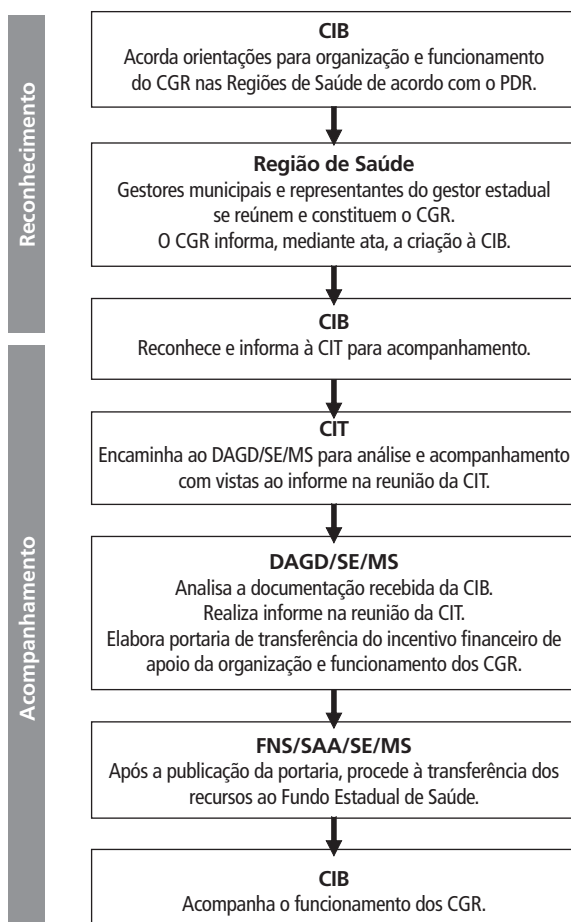 Reconhecimento
CIB
Acorda orientações para organização e funcionamento
do CGR nas Regiões de Saúde de acordo com o PDR.
Região de Saúde
Gestores municipais e representantes do gestor estadual
se reúnem e constituem o CGR.
O CGR informa, mediante ata, a criação à CIB.
CIB
Reconhece e informa à CIT para acompanhamento.
Acompanhamento
CIT
Encaminha ao DAGD/SE/MS para análise e acompanhamento
com vistas ao informe na reunião da CIT.
DAGD/SE/MS
Analisa a documentação recebida da CIB.
Realiza informe na reunião da CIT.
Elabora portaria de transferência do incentivo financeiro de
apoio da organização e funcionamento dos CGR.
FNS/SAA/SE/MS
Após a publicação da portaria, procede à transferência dos
recursos ao Fundo Estadual de Saúde.
CIB
Acompanha o funcionamento dos CGR.